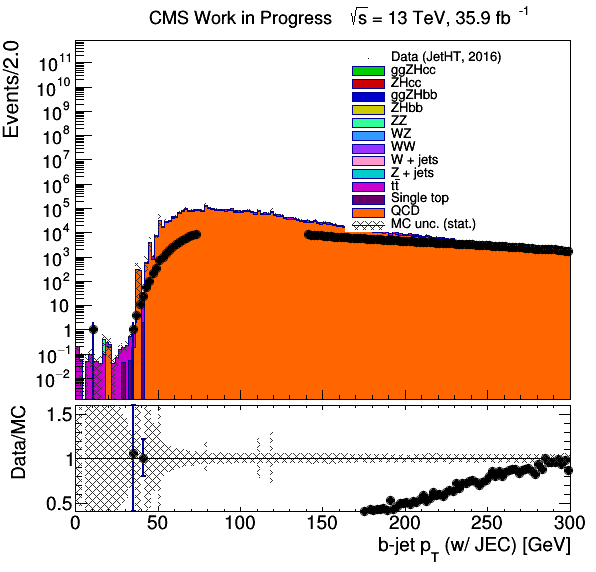 CMS Work in Progress √s = 13 TeV, 35.9 fb⁻¹
Events/2.0
10¹¹
10¹⁰
10⁹
10⁸
10⁷
10⁶
10⁵
10⁴
10³
10²
10
1
10⁻¹
10⁻²
Data (JetHT, 2016)
ggZHcc
ZHcc
ggZHbb
ZHbb
ZZ
WZ
WW
W + jets
Z + jets
tt̄
Single top
QCD
MC unc. (stat.)
Data/MC
1.5
1
0.5
0 50 100 150 200 250 300
b-jet p_T (w/ JEC) [GeV]